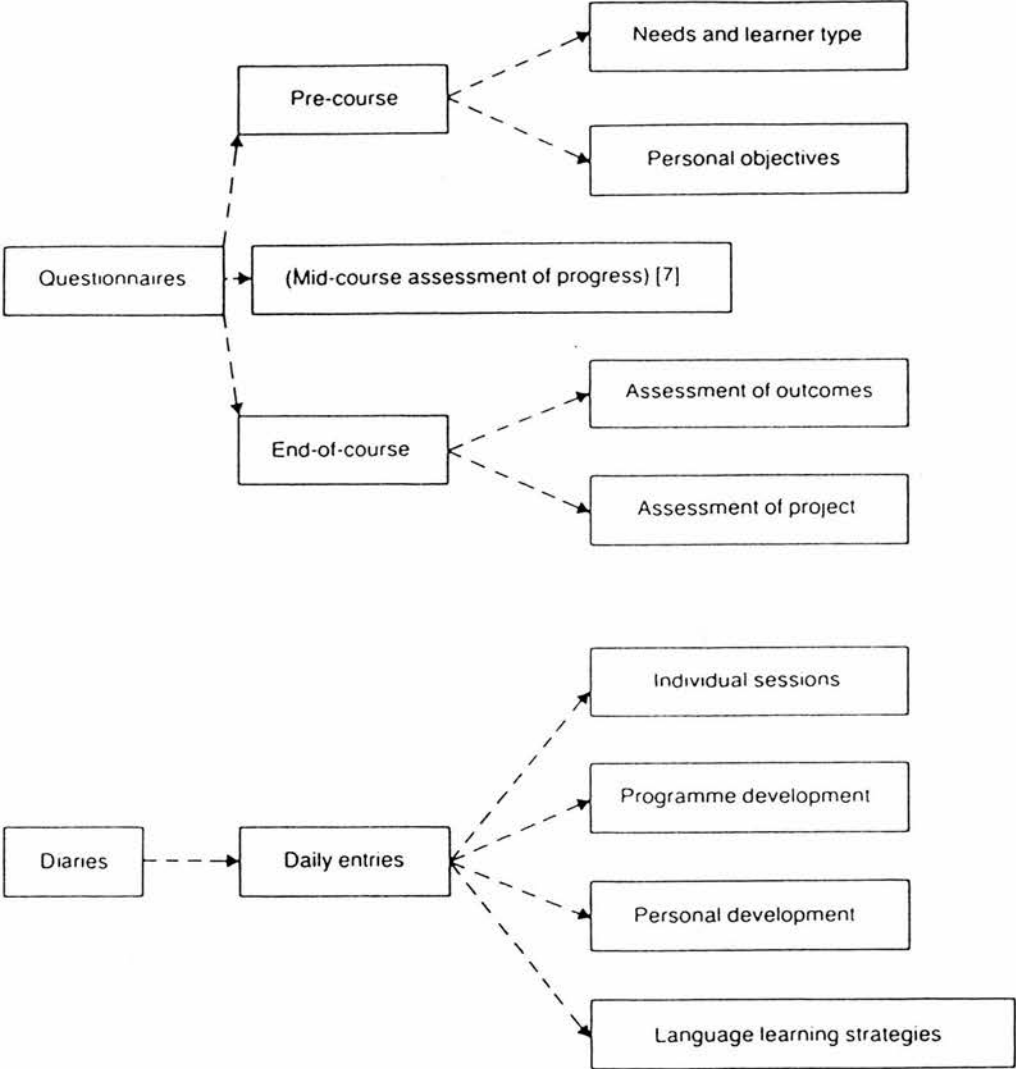 Needs and learner type
Pre-course
Personal objectives
Questionnaires
(Mid-course assessment of progress) [7]
Assessment of outcomes
End-of-course
Assessment of project
Individual sessions
Programme development
Diaries
Daily entries
Personal development
Language learning strategies